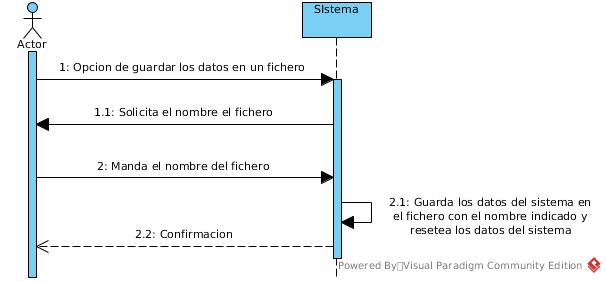 SIstema
Actor
1: Opcion de guardar los datos en un fichero
1.1: Solicita el nombre el fichero
2: Manda el nombre del fichero
2.1: Guarda los datos del sistema en
el fichero con el nombre indicado y
resetea los datos del sistema
2.2: Confirmacion
Powered By Visual Paradigm Community Edition